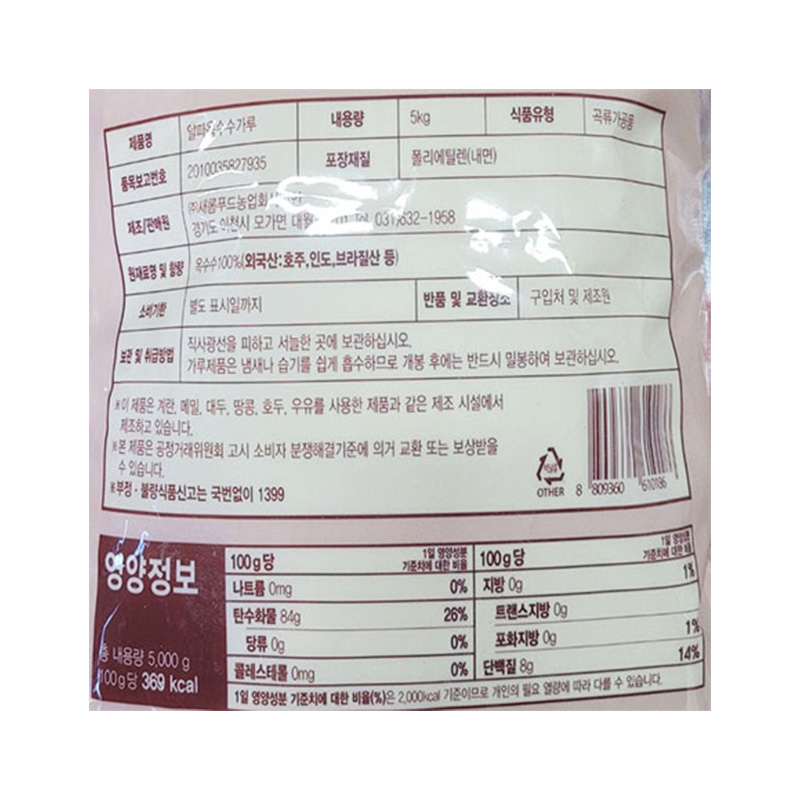 제품명 알파옥수수가루 내용량 5kg 식품유형 곡류가공품
품목보고번호 2010035827935 포장재질 폴리에틸렌(내면)
제조/판매원 (주)새롬푸드농업회사
경기도 이천시 모가면 대월 031)632-1958
원재료명 및 함량 옥수수100%(외국산:호주,인도,브라질산 등)
소비기한 별도 표시일까지 반품 및 교환장소 구입처 및 제조원
보관 및 취급방법 직사광선을 피하고 서늘한 곳에 보관하십시오.
가루제품은 냄새나 습기를 쉽게 흡수하므로 개봉 후에는 반드시 밀봉하여 보관하십시오.
※이 제품은 계란, 메밀, 대두, 땅콩, 호두, 우유를 사용한 제품과 같은 제조 시설에서
제조하고 있습니다.
※본 제품은 공정거래위원회 고시 소비자 분쟁해결기준에 의거 교환 또는 보상받을
수 있습니다.
※부정·불량식품신고는 국번없이 1399
OTHER 8 809360 610186
영양정보
총 내용량 5,000 g
100g당 369 kcal
100g당 1일 영양성분 기준치에 대한 비율 100g당 1일 영양성분 기준치에 대한 비율
나트륨 0mg 0% 지방 0g 1%
탄수화물 84g 26% 트랜스지방 0g
당류 0g 0% 포화지방 0g 1%
콜레스테롤 0mg 0% 단백질 8g 14%
1일 영양성분 기준치에 대한 비율(%)은 2,000kcal 기준이므로 개인의 필요 열량에 따라 다를 수 있습니다.